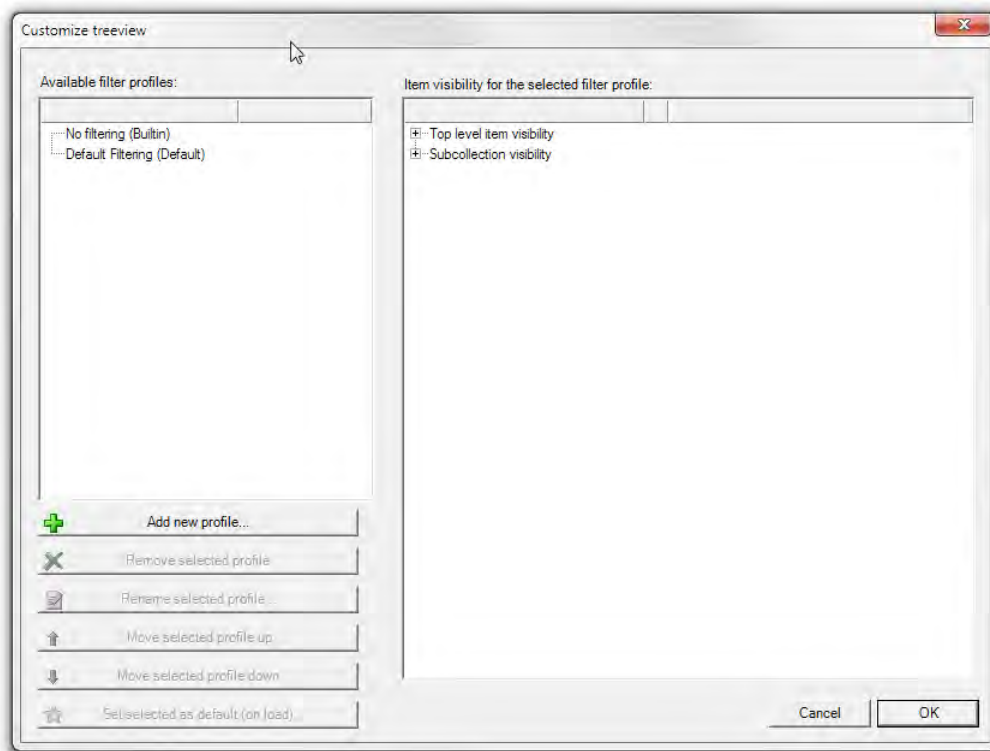 Customize treeview
Available filter profiles:
No filtering (Builtin)
Default Filtering (Default)
Add new profile...
Remove selected profile
Rename selected profile...
Move selected profile up
Move selected profile down
Set selected as default (on load)
Item visibility for the selected filter profile:
Top level item visibility
Subcollection visibility
Cancel
OK